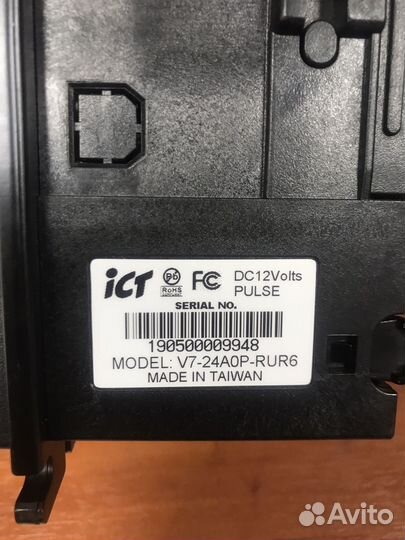 ICT Pb RoHS FC DC12Volts
PULSE
SERIAL NO.
190500009948
MODEL: V7-24A0P-RUR6
MADE IN TAIWAN
Avito